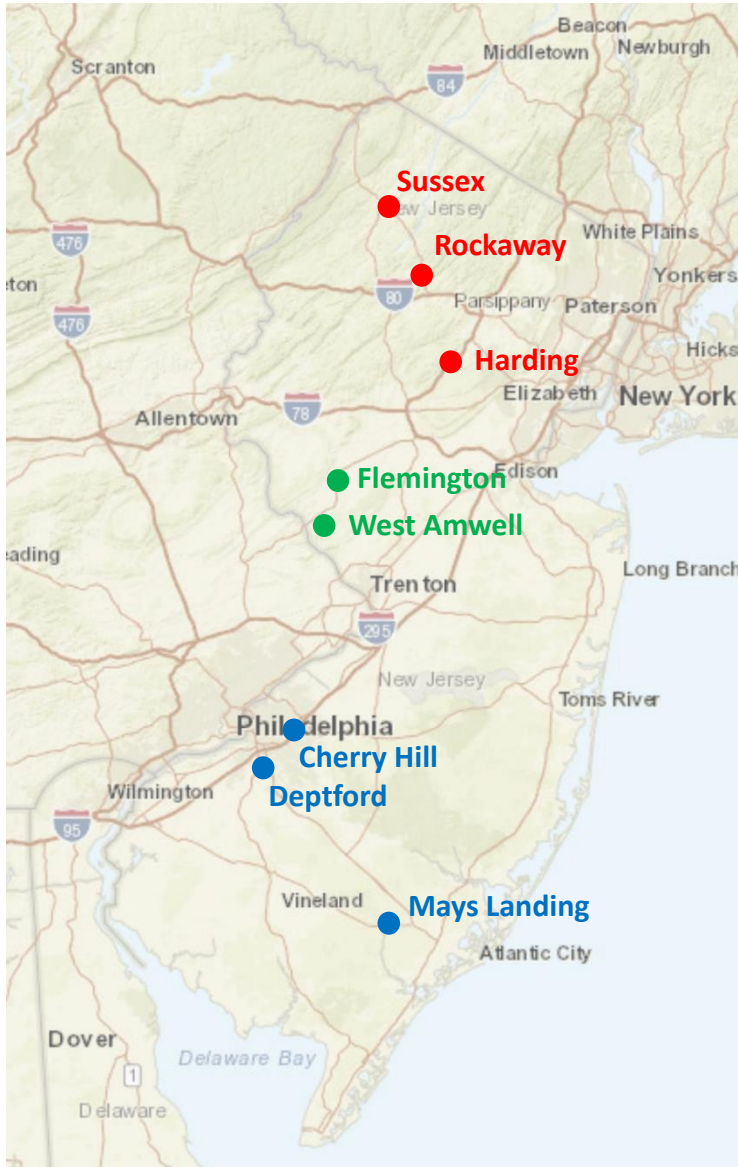 Beacon
Middletown
Newburgh
Scranton
84
Sussex
New Jersey
White Plains
476
Rockaway
Yonkers
eton
80
Parsippany
Paterson
476
Hicks
Harding
Elizabeth
New York
78
Allentown
Edison
Flemington
West Amwell
eading
Long Branch
Trenton
295
New Jersey
Toms River
Philadelphia
Cherry Hill
Wilmington
Deptford
95
Vineland
Mays Landing
Atlantic City
Dover
Delaware Bay
1
Delaware